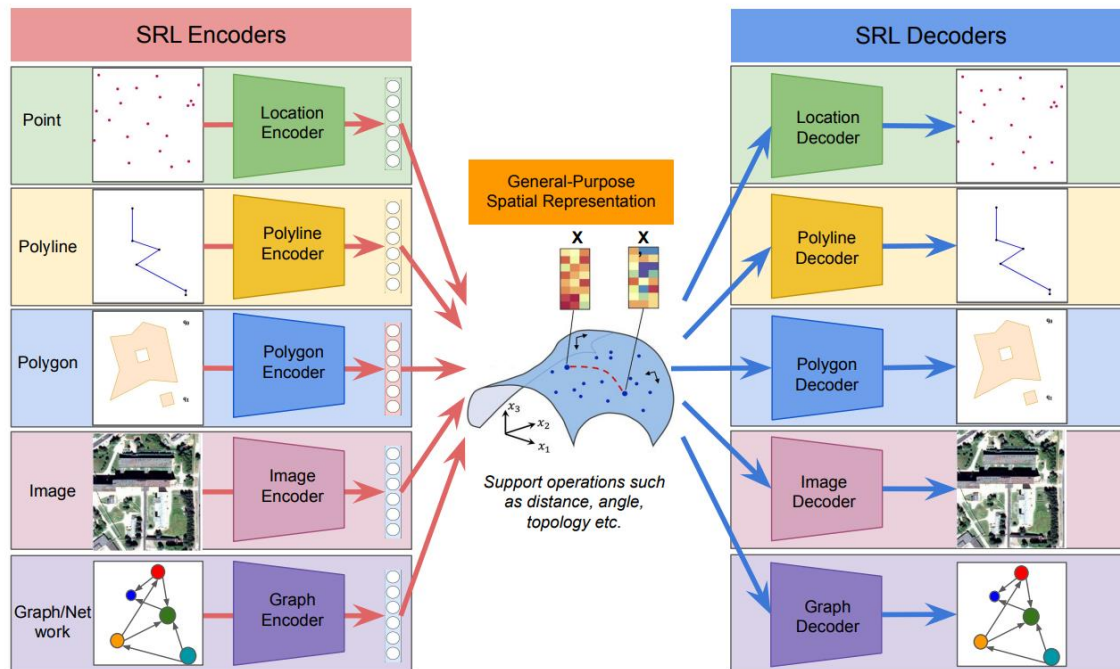 SRL Encoders
SRL Decoders
Point
Location
Encoder
Polyline
Polyline
Encoder
Polygon
Polygon
Encoder
Image
Image
Encoder
Graph/Net
work
Graph
Encoder
General-Purpose
Spatial Representation
X
X
,
x₃
x₂
x₁
Support operations such
as distance, angle,
topology etc.
Location
Decoder
Polyline
Decoder
Polygon
Decoder
Image
Decoder
Graph
Decoder